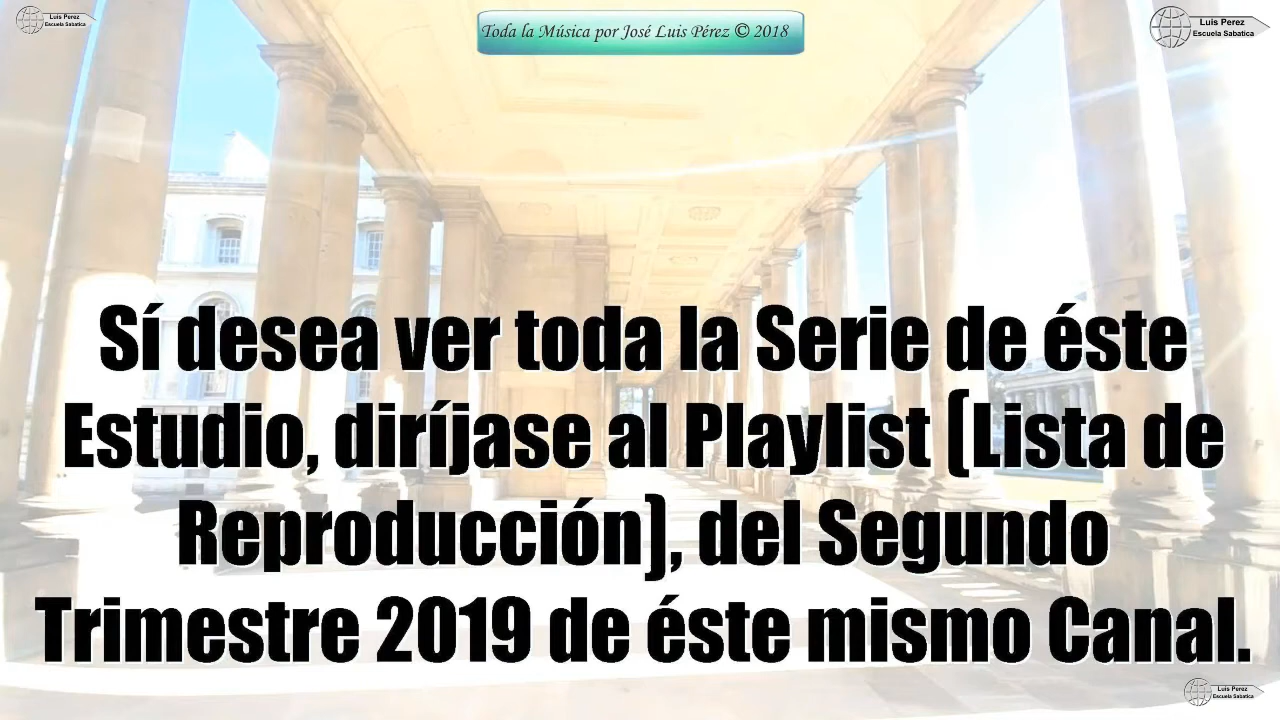 Luis Perez
Escuela Sabatica
Toda la Música por José Luis Pérez © 2018
Luis Perez
Escuela Sabatica
Sí desea ver toda la Serie de éste
Estudio, diríjase al Playlist (Lista de
Reproducción), del Segundo
Trimestre 2019 de éste mismo Canal.
Luis Perez
Escuela Sabatica